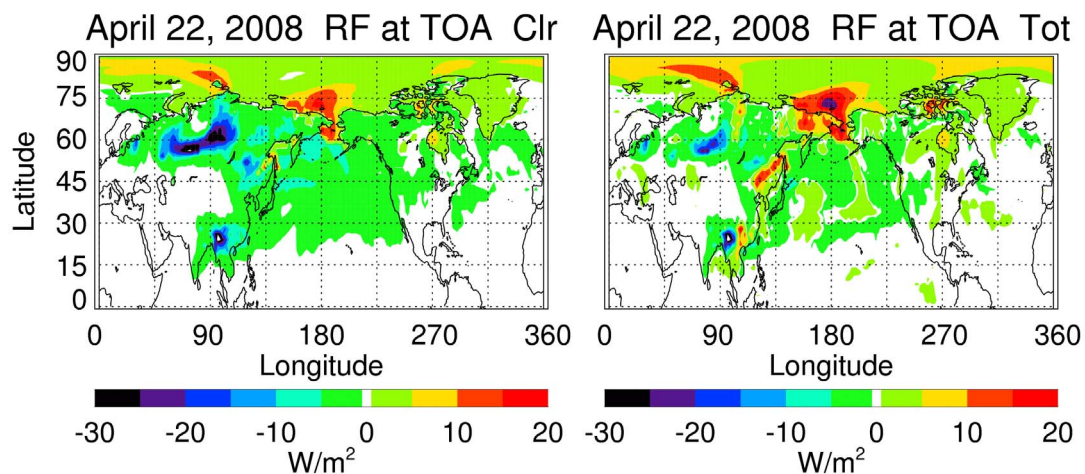 April 22, 2008 RF at TOA Clr
April 22, 2008 RF at TOA Tot
Latitude
90
75
60
45
30
15
0
0 90 180 270 360
Longitude
0 90 180 270 360
Longitude
-30 -10 0 10 20
W/m²
-30 -10 0 10 20
W/m²